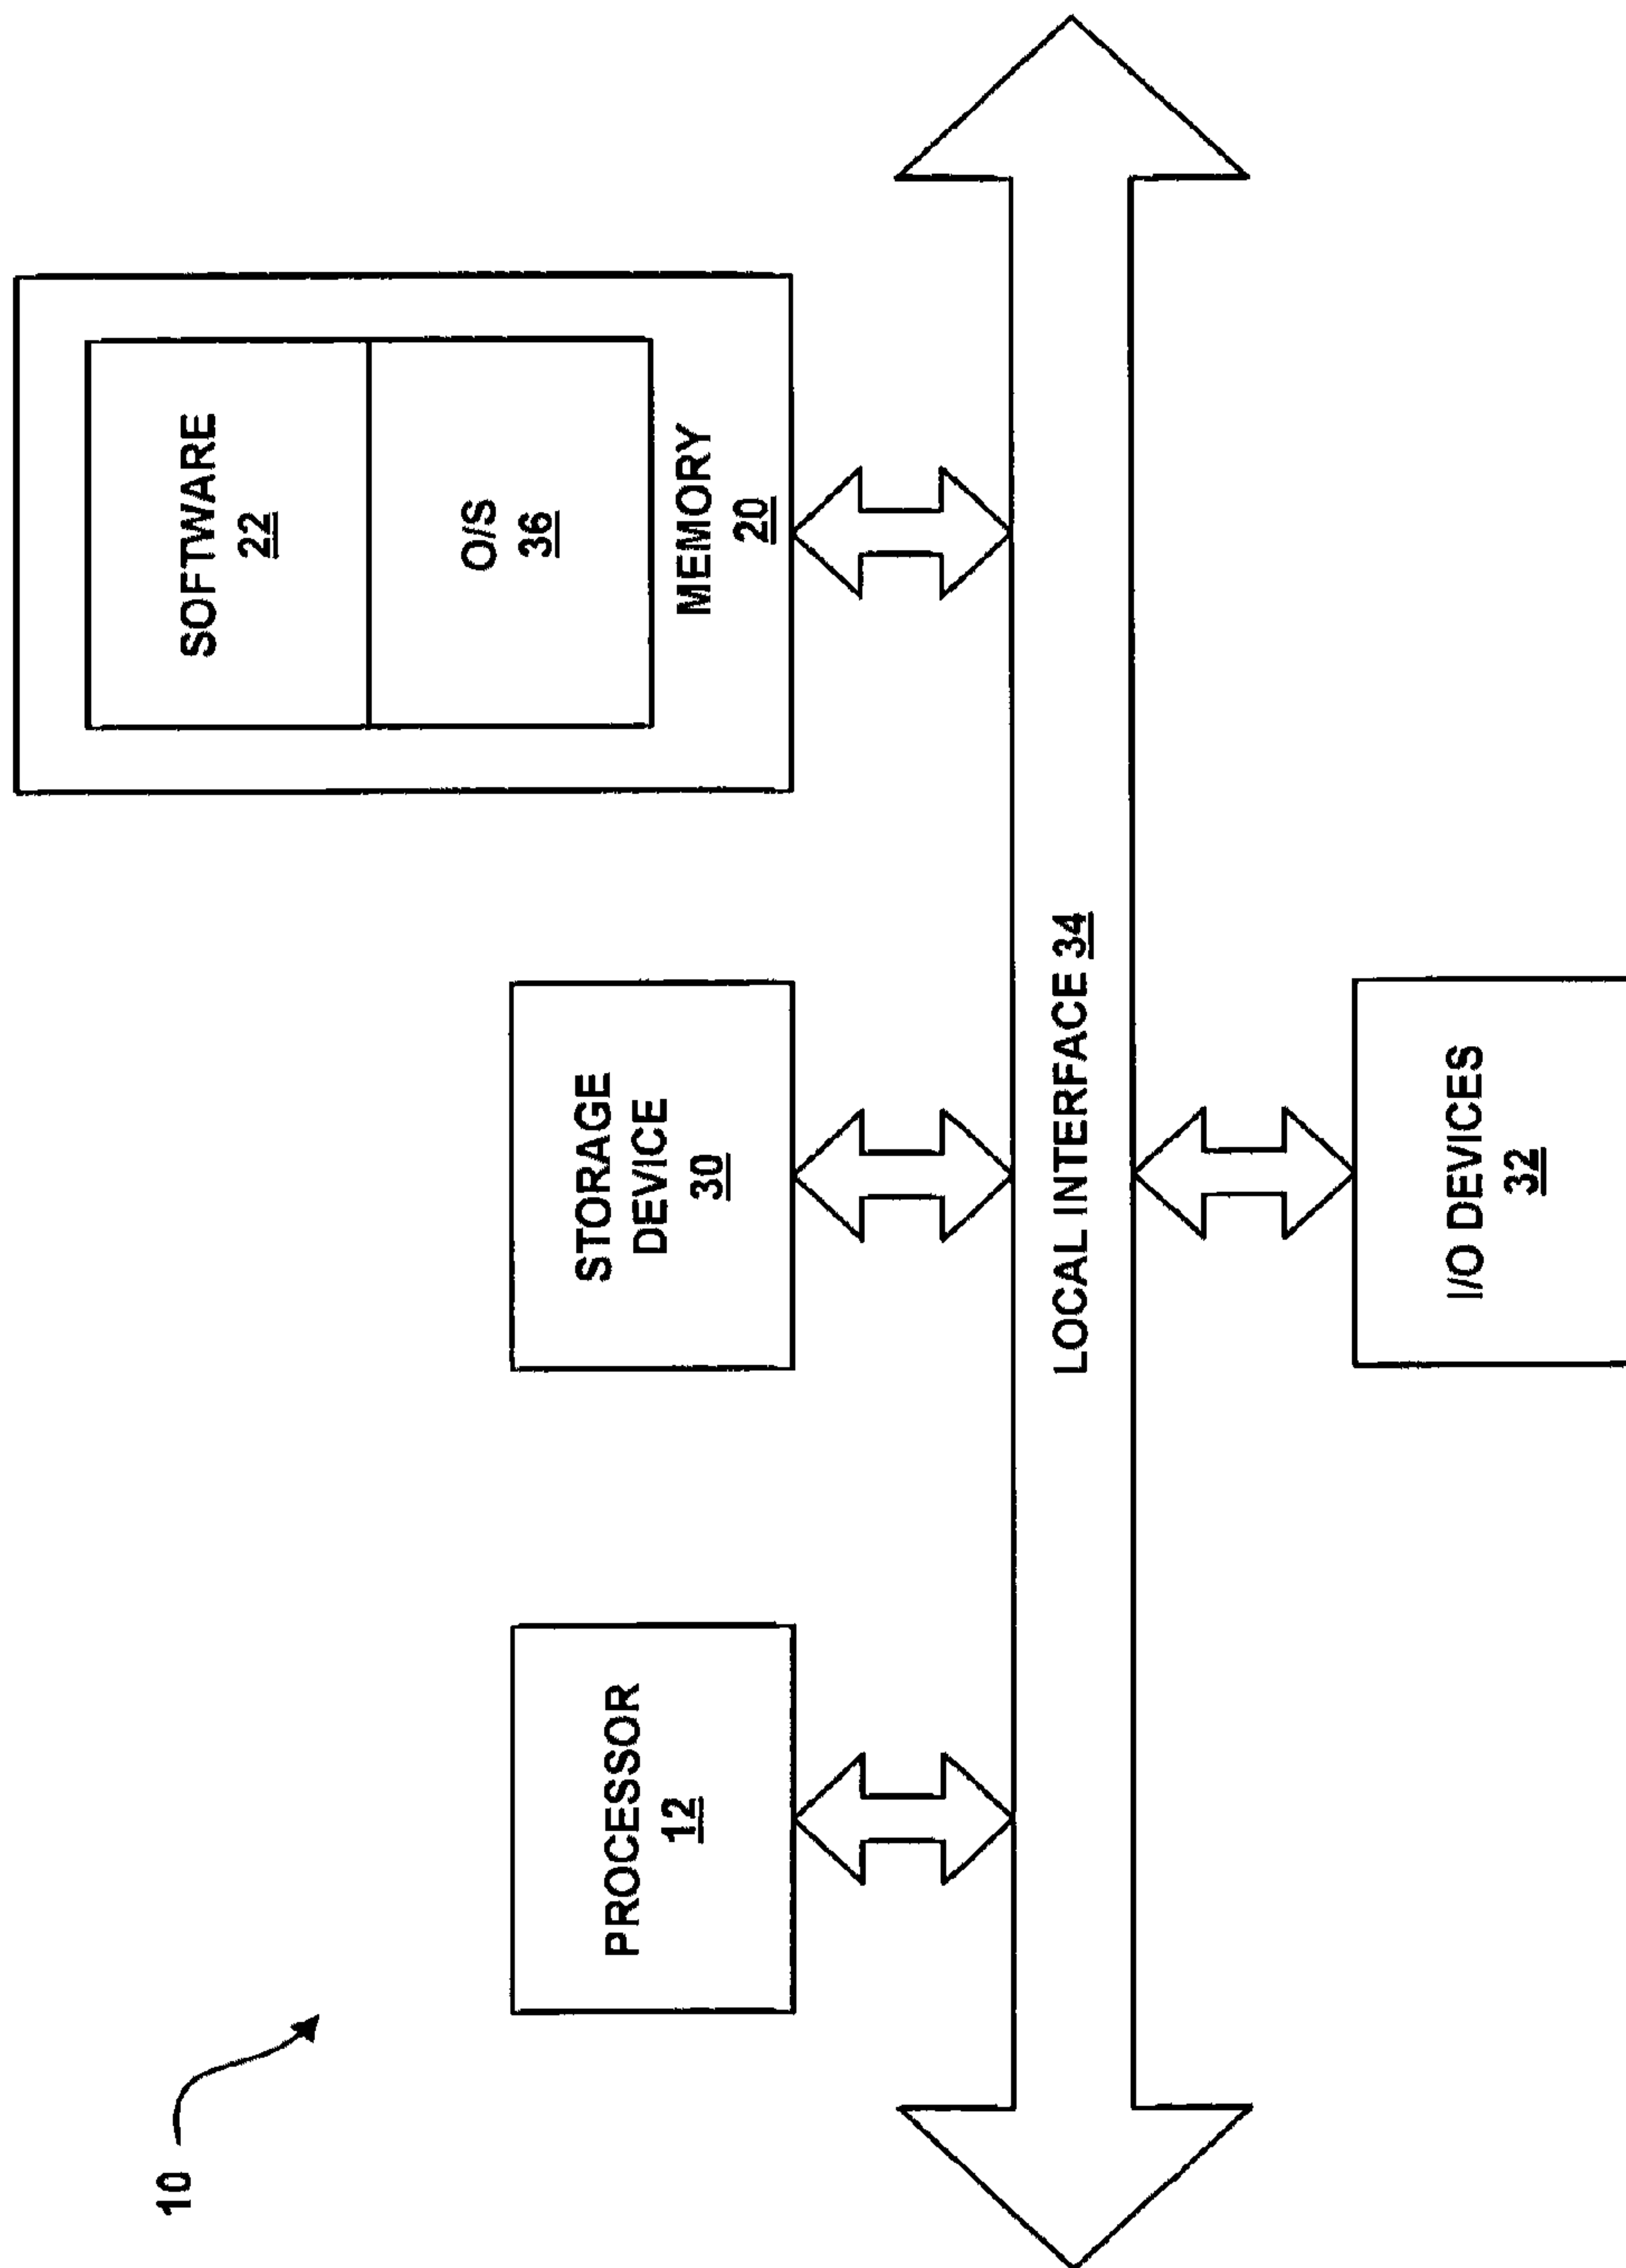 10
PROCESSOR
12
STORAGE
DEVICE
30
SOFTWARE
22
O/S
36
MEMORY
20
LOCAL INTERFACE 34
I/O DEVICES
32